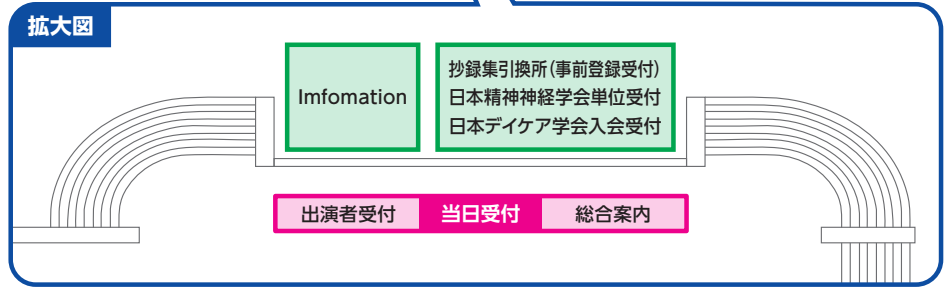 拡大図
Imfomation
抄録集引換所(事前登録受付)
日本精神神経学会単位受付
日本デイケア学会入会受付
出演者受付
当日受付
総合案内